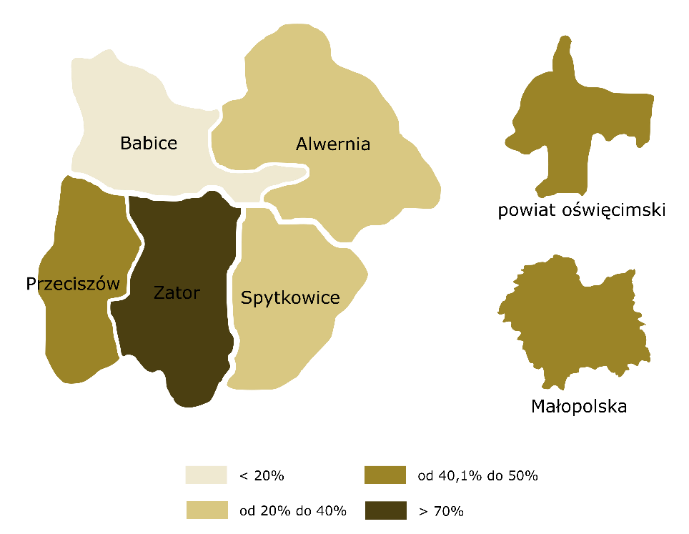 Babice
Alwernia
powiat oświęcimski
Przeciszów
Zator
Spytkowice
Małopolska
< 20%
od 40,1% do 50%
od 20% do 40%
> 70%